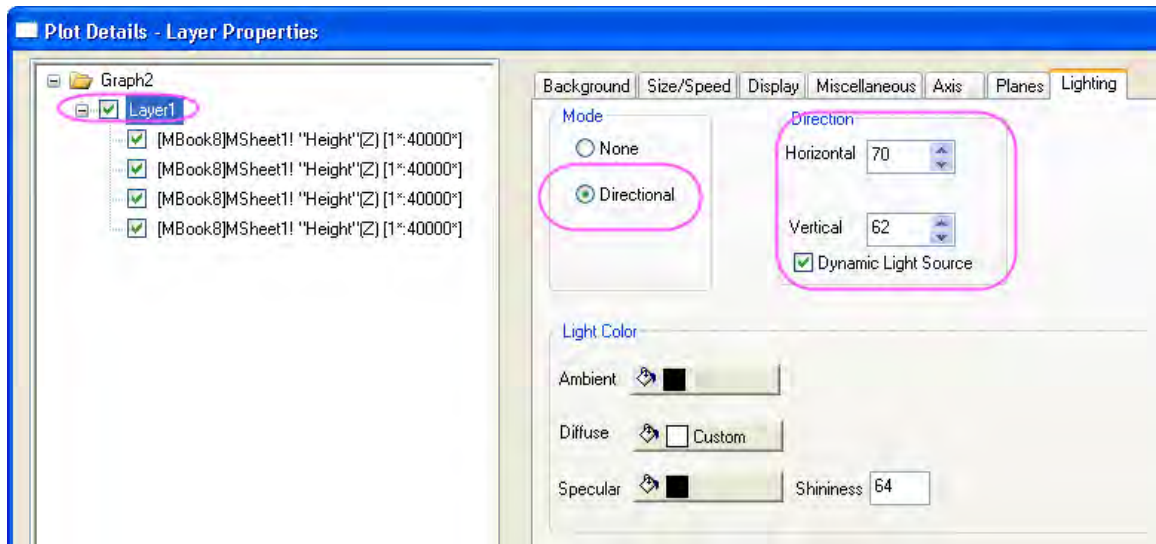 Plot Details - Layer Properties
Graph2
Layer1
[MBook8]MSheet1! "Height"(Z) [1*:40000*]
[MBook8]MSheet1! "Height"(Z) [1*:40000*]
[MBook8]MSheet1! "Height"(Z) [1*:40000*]
[MBook8]MSheet1! "Height"(Z) [1*:40000*]
Background Size/Speed Display Miscellaneous Axis Planes Lighting
Mode
None
Directional
Direction
Horizontal 70
Vertical 62
Dynamic Light Source
Light Color
Ambient
Diffuse Custom
Specular Shininess 64